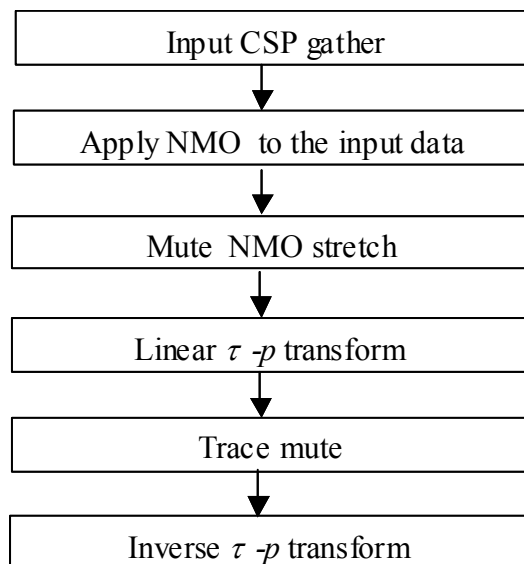 Input CSP gather
Apply NMO to the input data
Mute NMO stretch
Linear τ -p transform
Trace mute
Inverse τ -p transform